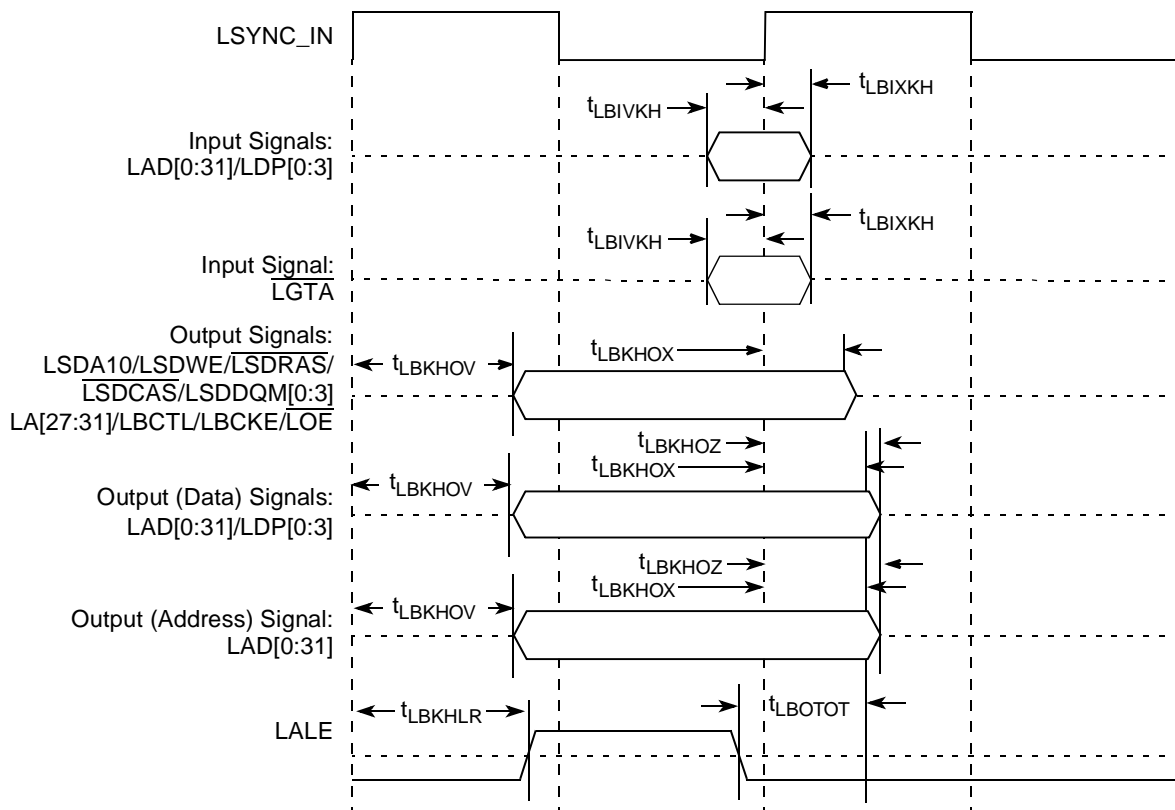 LSYNC_IN
tLBIXKH
tLBIVKH
Input Signals:
LAD[0:31]/LDP[0:3]
tLBIXKH
tLBIVKH
Input Signal:
LGTA
Output Signals:
LSDA10/LSDWE/LSDRAS/
LSDCAS/LSDDQM[0:3]
LA[27:31]/LBCTL/LBCKE/LOE
tLBKHOV
tLBKHOX
tLBKHOZ
tLBKHOX
tLBKHOV
Output (Data) Signals:
LAD[0:31]/LDP[0:3]
tLBKHOZ
tLBKHOX
tLBKHOV
Output (Address) Signal:
LAD[0:31]
tLBKHLR
tLBOTOT
LALE